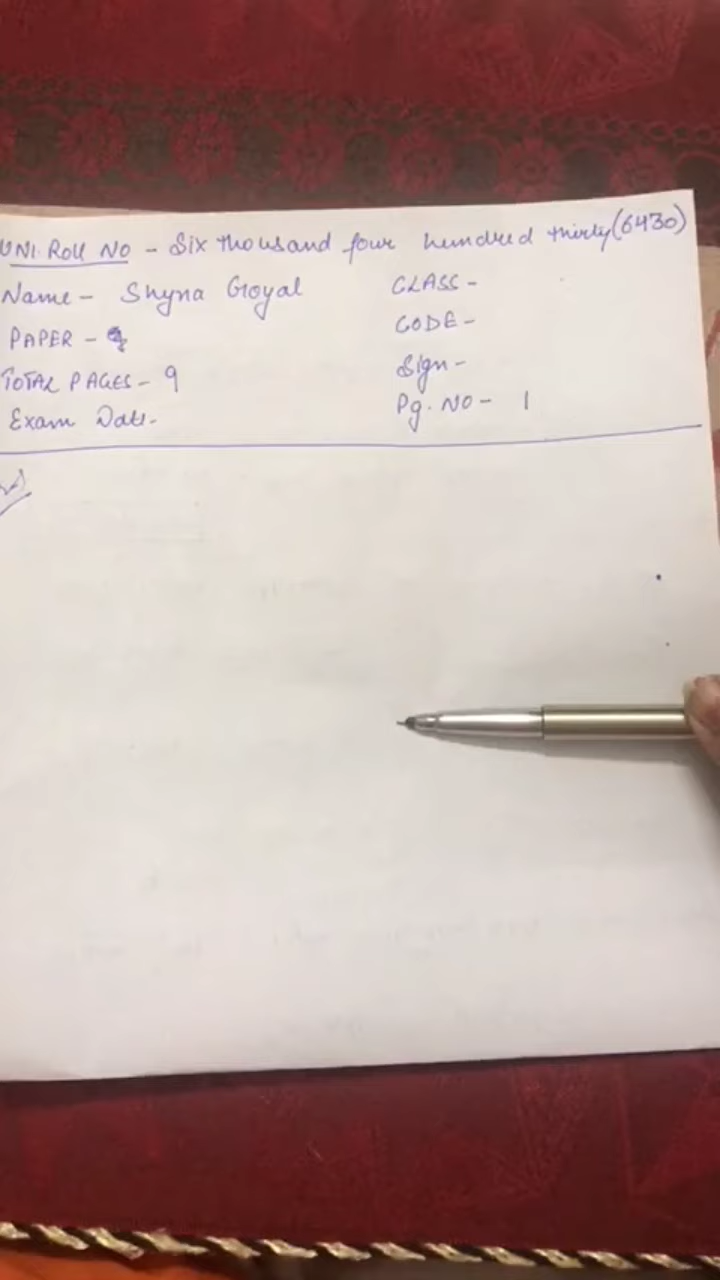 UNI. ROLL NO - Six thousand four hundred thirty (6430)
Name - Shyna Goyal
CLASS -
PAPER -
CODE -
TOTAL PAGES - 9
Sign -
Exam Date -
Pg. NO - 1